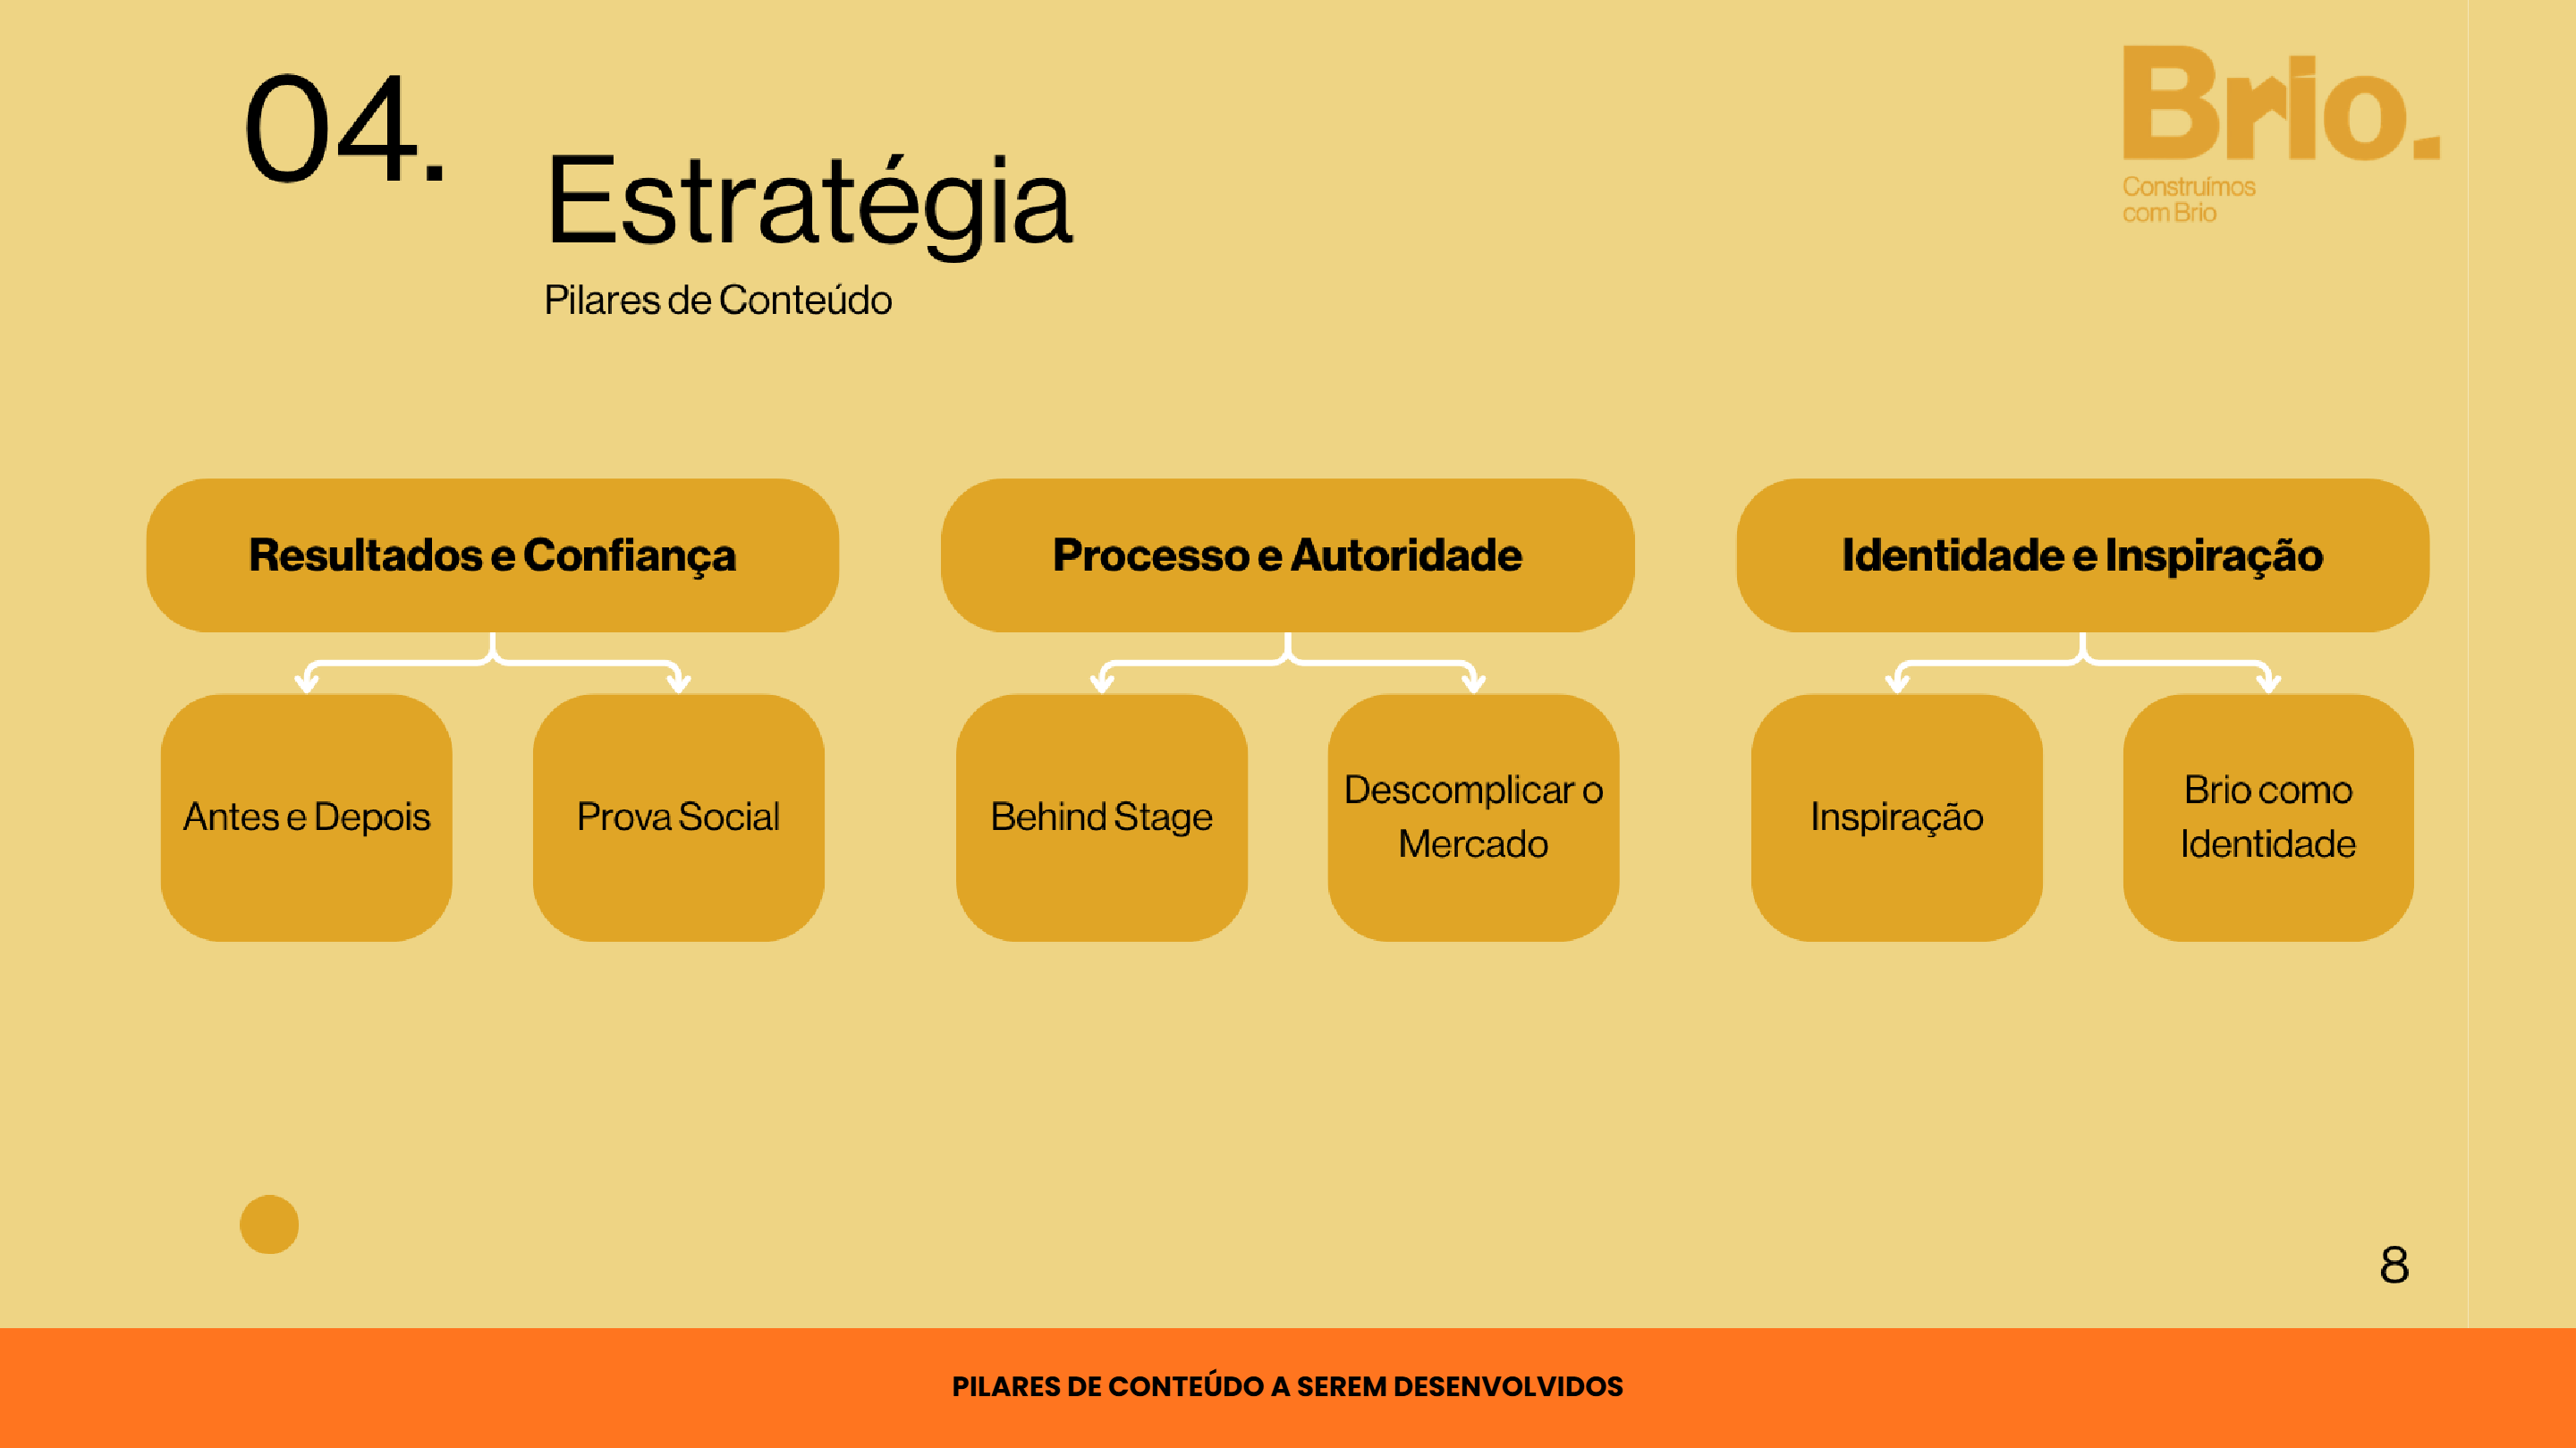 04.
Estratégia
Pilares de Conteúdo
Brio.
Construímos
com Brio
Resultados e Confiança
Processo e Autoridade
Identidade e Inspiração
Antes e Depois
Prova Social
Behind Stage
Descomplicar o
Mercado
Inspiração
Brio como
Identidade
8
PILARES DE CONTEÚDO A SEREM DESENVOLVIDOS